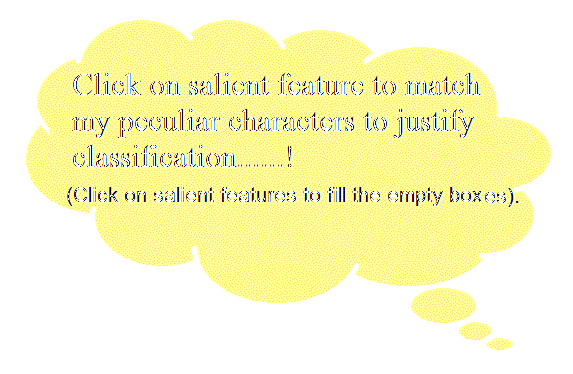 Click on salient feature to match
my peculiar characters to justify
classification.......!
(Click on salient features to fill the empty boxes).